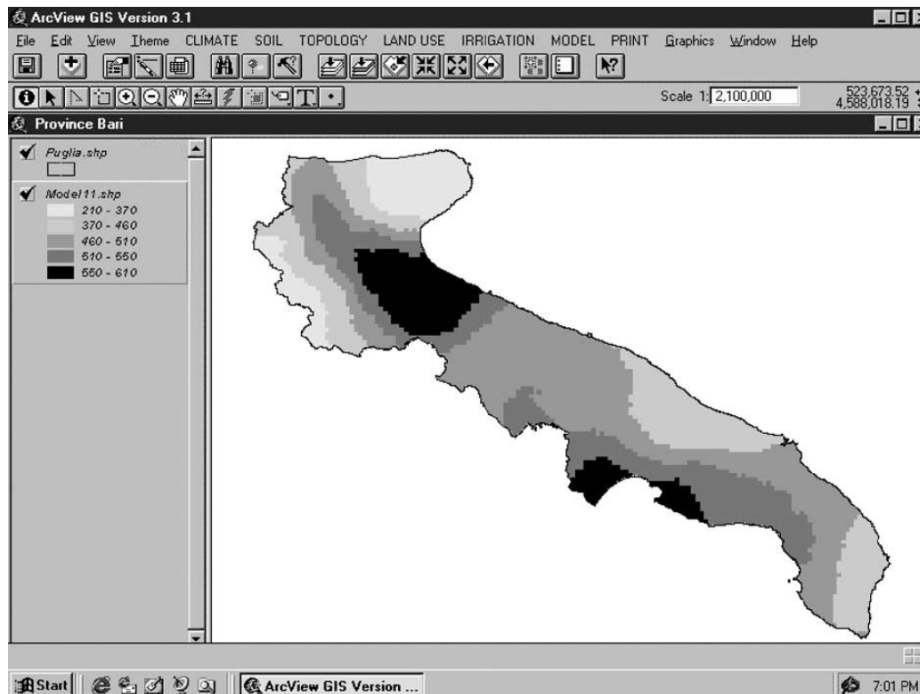 ArcView GIS Version 3.1
File Edit View Theme CLIMATE SOIL TOPOLOGY LAND USE IRRIGATION MODEL PRINT Graphics Window Help
Scale 1: 2,100,000
523,673.52
4,588,018.19
Province Bari
Puglia.shp
Model11.shp
210 - 370
370 - 460
460 - 510
510 - 550
550 - 610
Start
ArcView GIS Version ...
7:01 PM